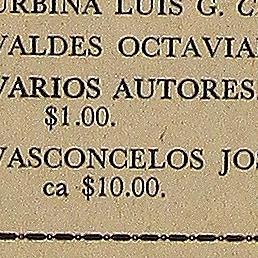 URBINA LUIS G.
VALDES OCTAVIA
VARIOS AUTORES.
$1.00.
VASCONCELOS JOS
ca $10.00.